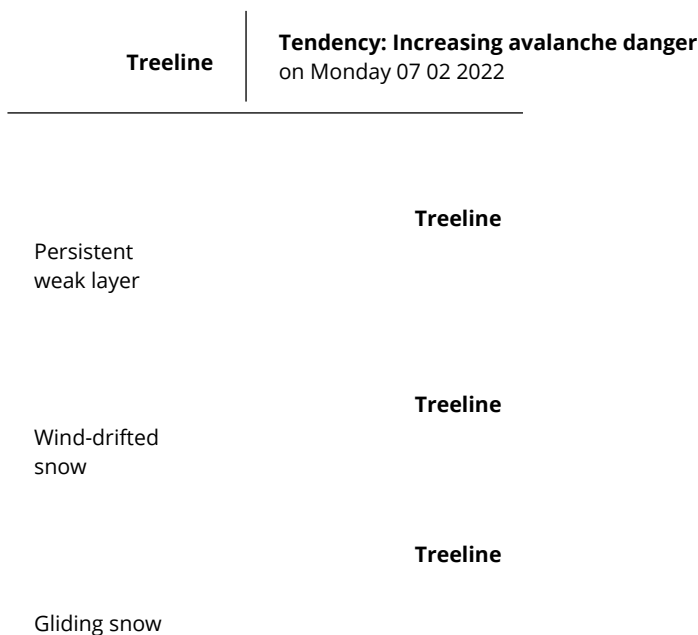 Treeline
Tendency: Increasing avalanche danger
on Monday 07 02 2022
Treeline
Persistent
weak layer
Treeline
Wind-drifted
snow
Treeline
Gliding snow